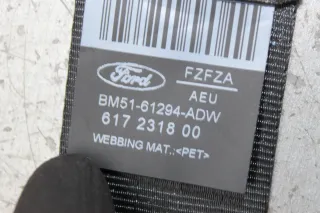 Ford
FZFZA
AEU
BM51-61294-ADW
617 2318 00
WEBBING MAT.:<PET>